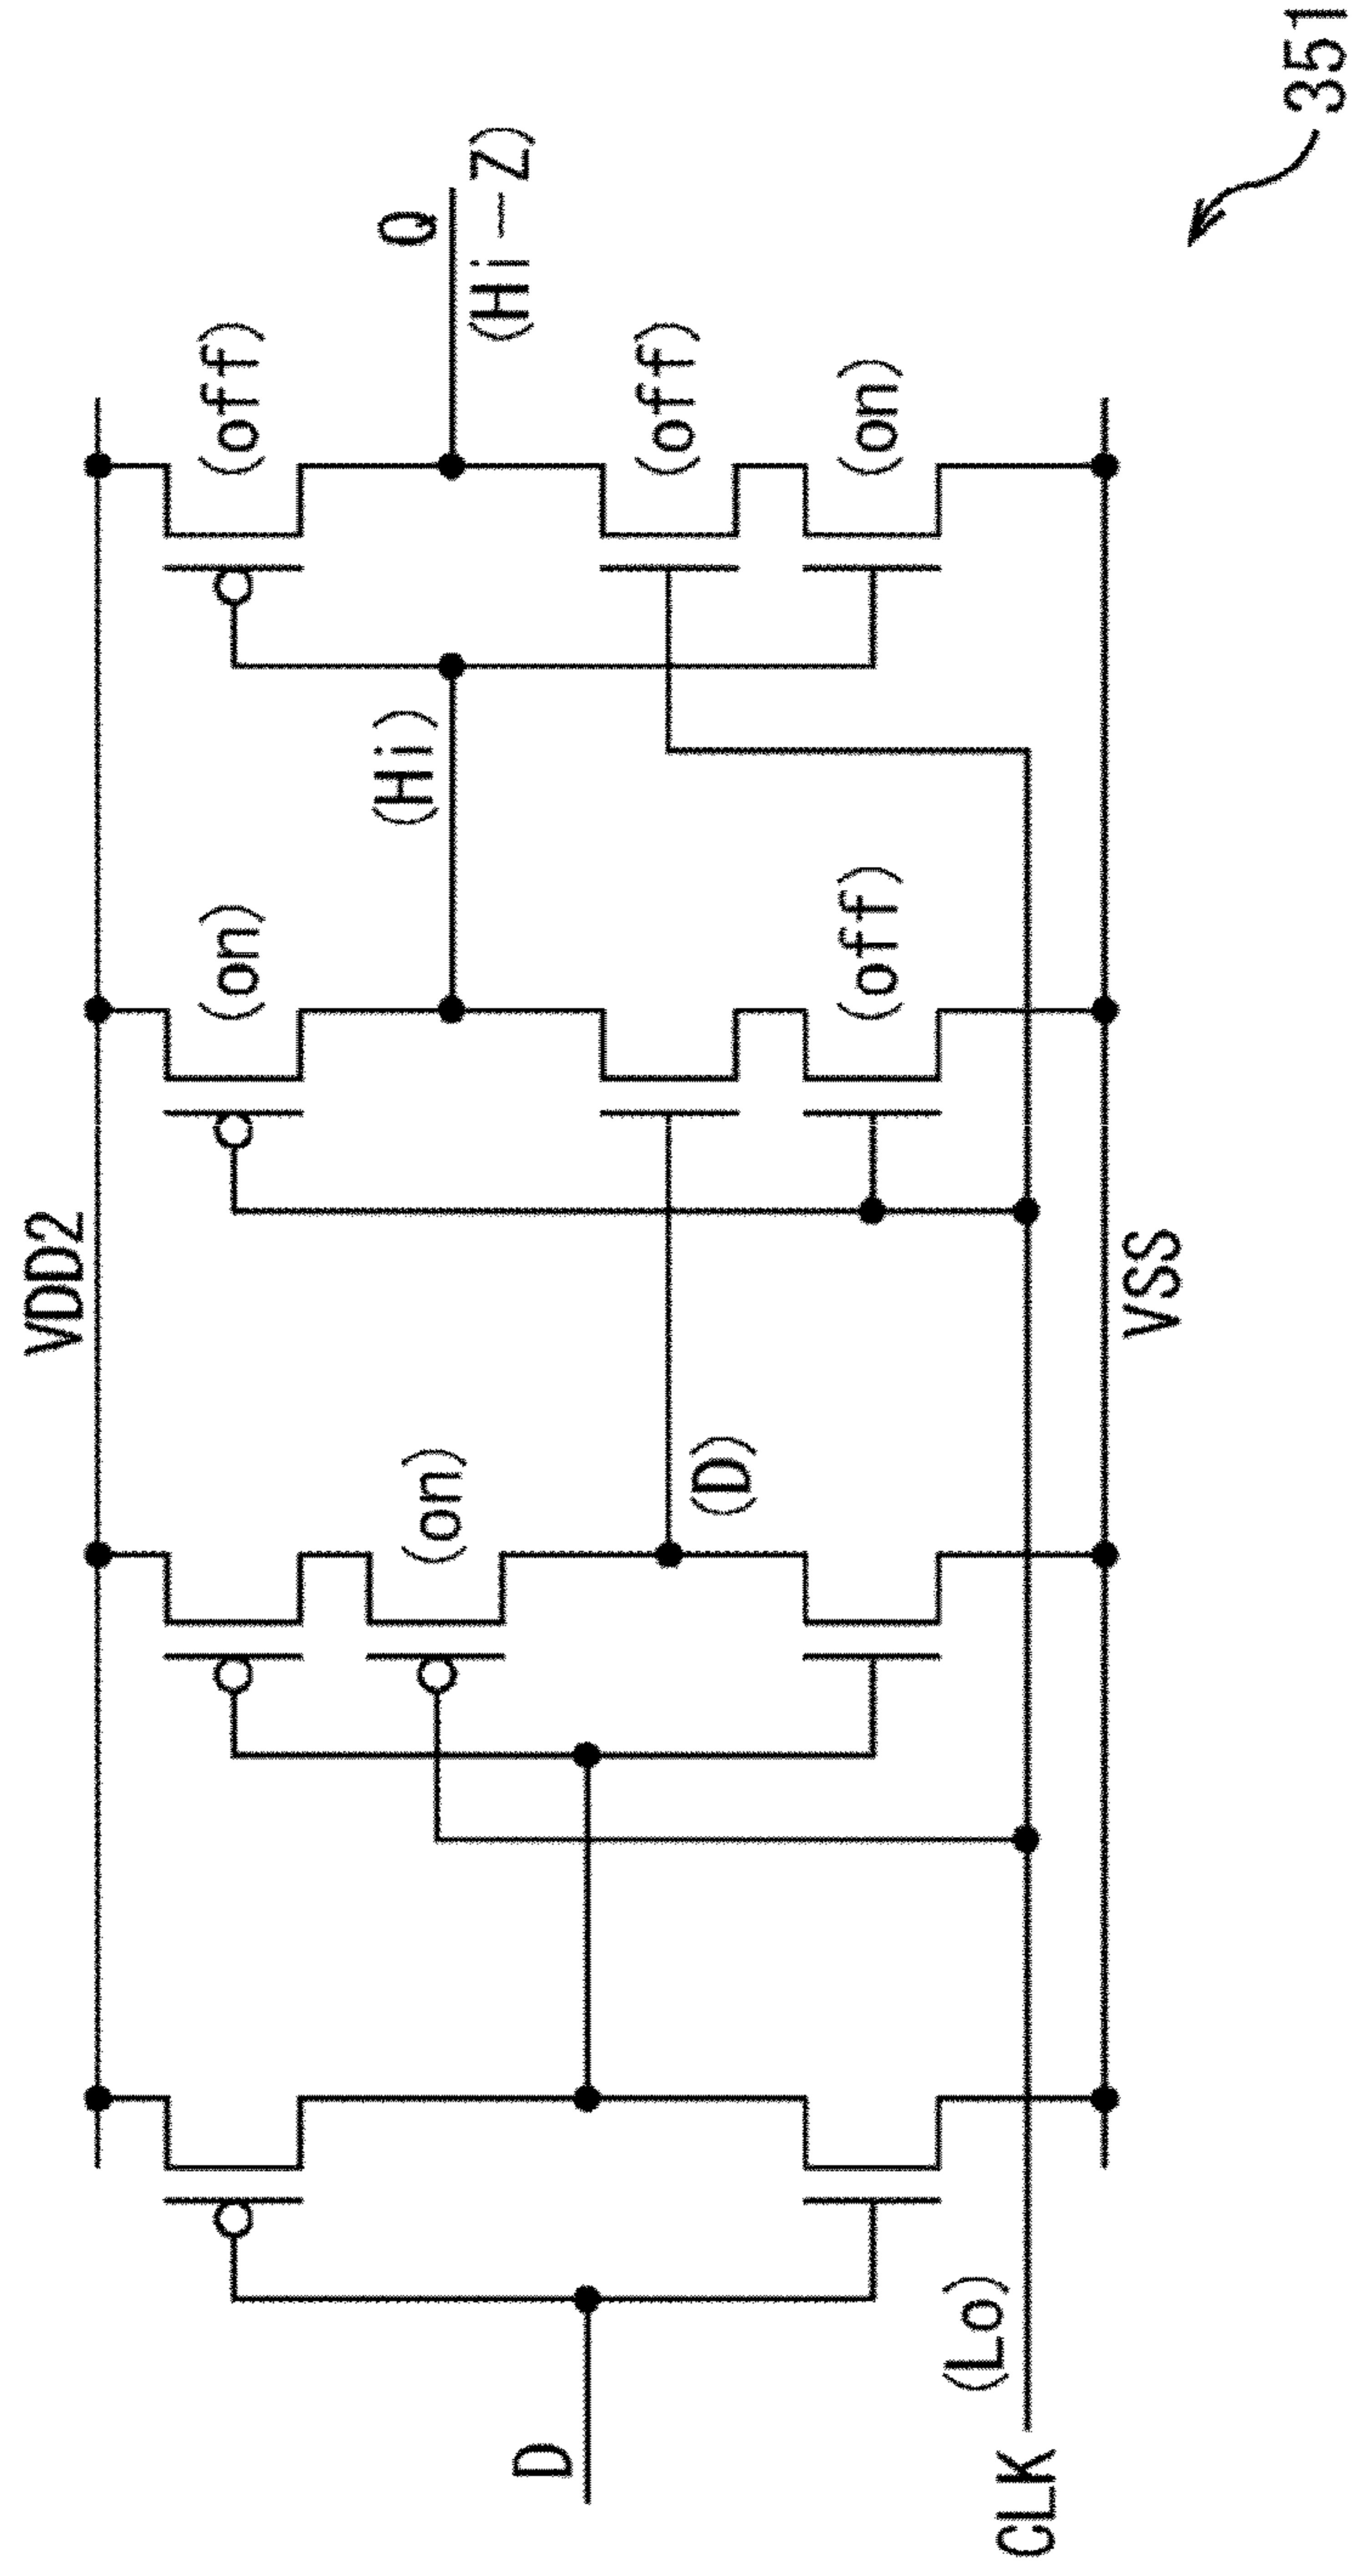 VDD2
(on)
(off)
(on)
Q
(Hi-Z)
(Hi)
(off)
(D)
(off)
(on)
D
(Lo)
CLK
VSS
351